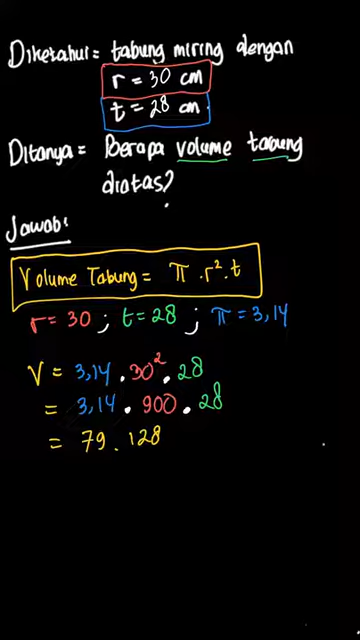 Diketahui = tabung miring dengan
r = 30 cm
t = 28 cm
Ditanya = Berapa volume tabung
diatas?
Jawab:
Volume Tabung = π . r² . t
r = 30 ; t = 28 ; π = 3,14
V = 3,14 . 30² . 28
= 3,14 . 900 . 28
= 79.128